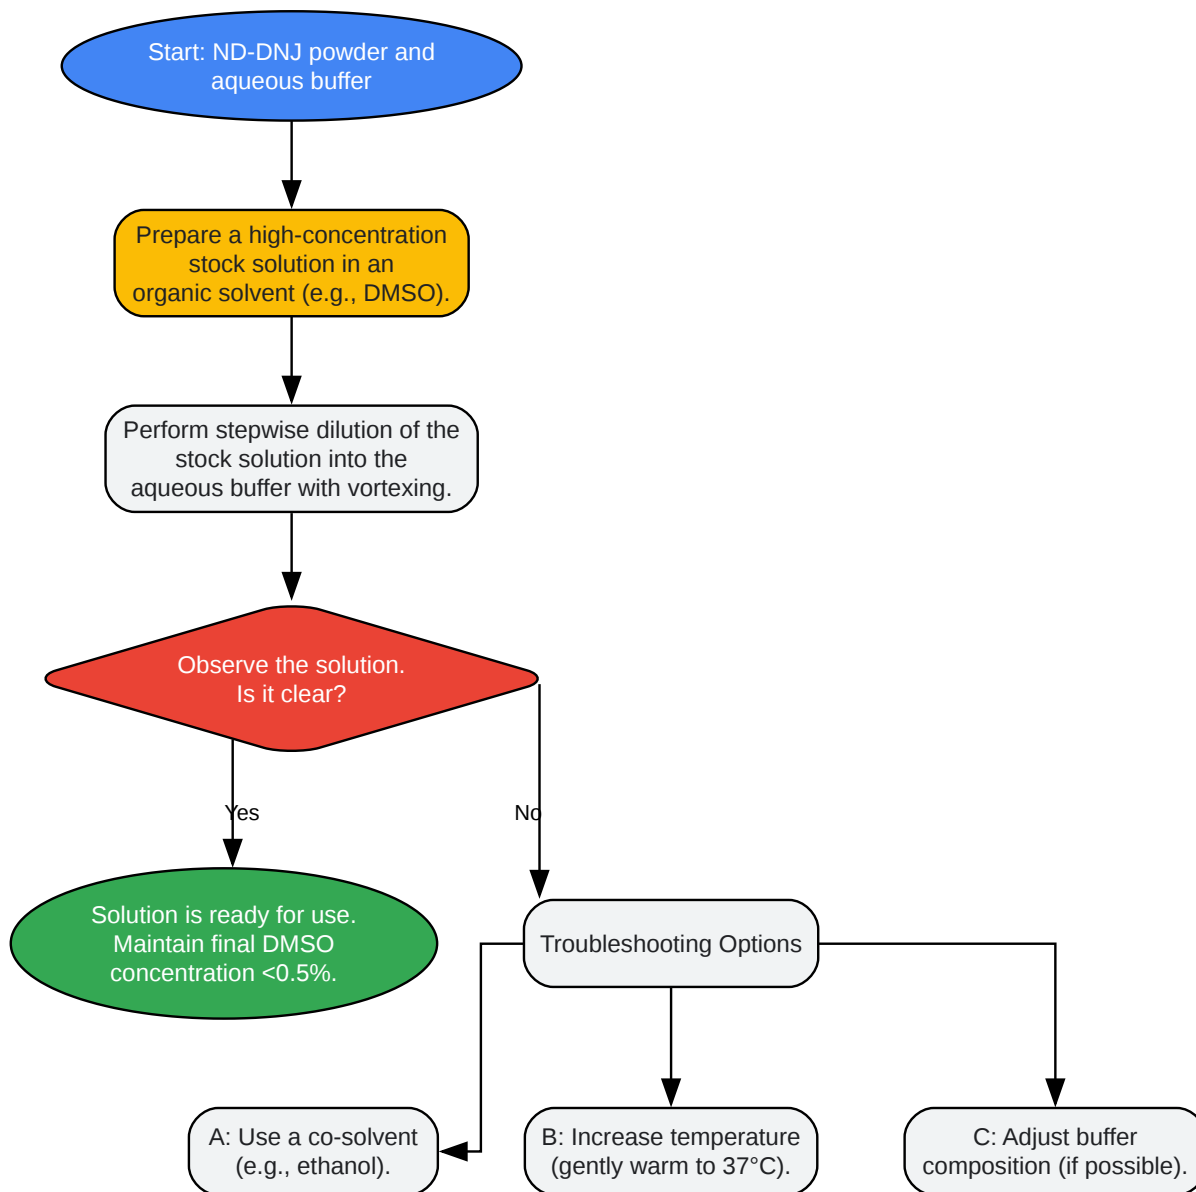 Start: ND-DNJ powder and
aqueous buffer
Prepare a high-concentration
stock solution in an
organic solvent (e.g., DMSO).
Perform stepwise dilution of the
stock solution into the
aqueous buffer with vortexing.
Observe the solution.
Is it clear?
Yes
No
Solution is ready for use.
Maintain final DMSO
concentration <0.5%.
Troubleshooting Options
A: Use a co-solvent
(e.g., ethanol).
B: Increase temperature
(gently warm to 37°C).
C: Adjust buffer
composition (if possible).